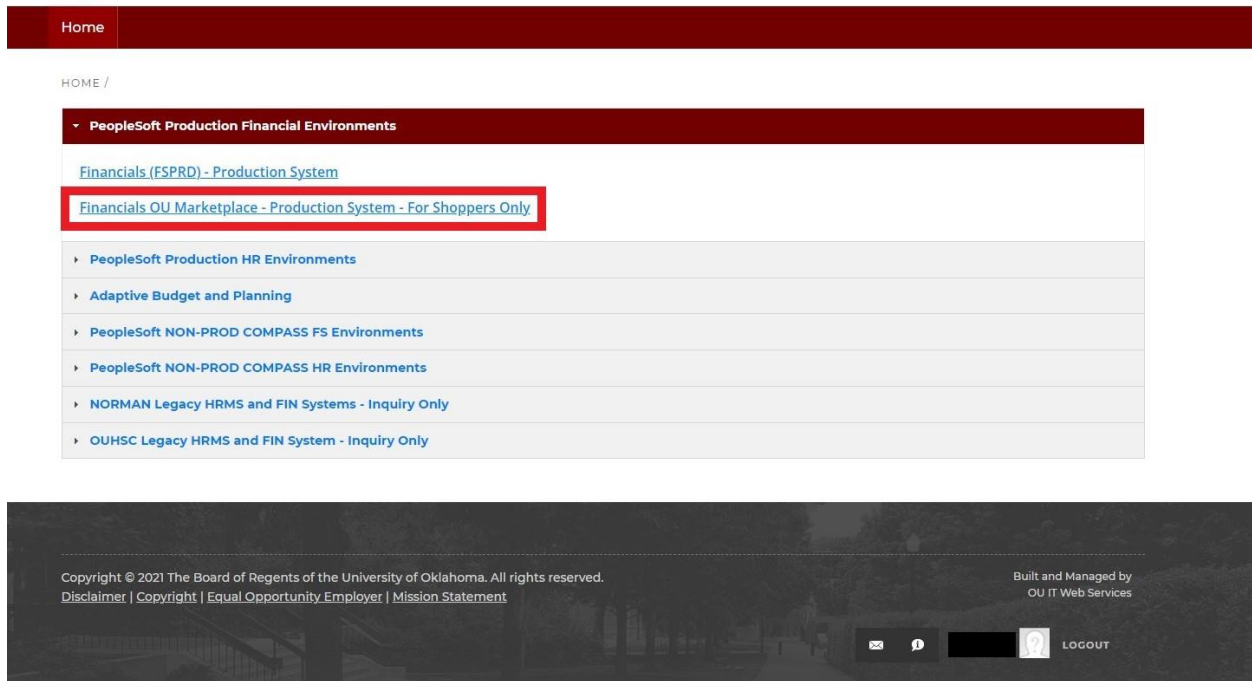 Home
HOME /
PeopleSoft Production Financial Environments
Financials (FSPRD) - Production System
Financials OU Marketplace - Production System - For Shoppers Only
PeopleSoft Production HR Environments
Adaptive Budget and Planning
PeopleSoft NON-PROD COMPASS FS Environments
PeopleSoft NON-PROD COMPASS HR Environments
NORMAN Legacy HRMS and FIN Systems - Inquiry Only
OUHSC Legacy HRMS and FIN System - Inquiry Only
Copyright © 2021 The Board of Regents of the University of Oklahoma. All rights reserved.
Disclaimer | Copyright | Equal Opportunity Employer | Mission Statement
Built and Managed by
OU IT Web Services
LOGOUT